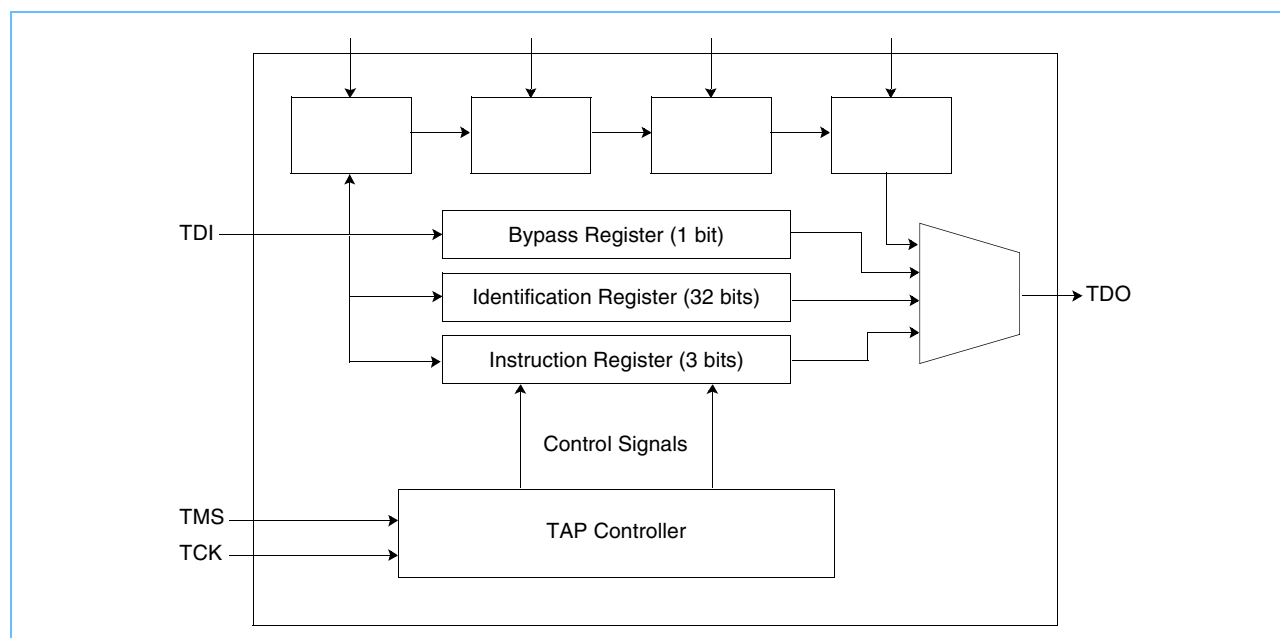 TDI
Bypass Register (1 bit)
Identification Register (32 bits)
TDO
Instruction Register (3 bits)
Control Signals
TMS
TAP Controller
TCK